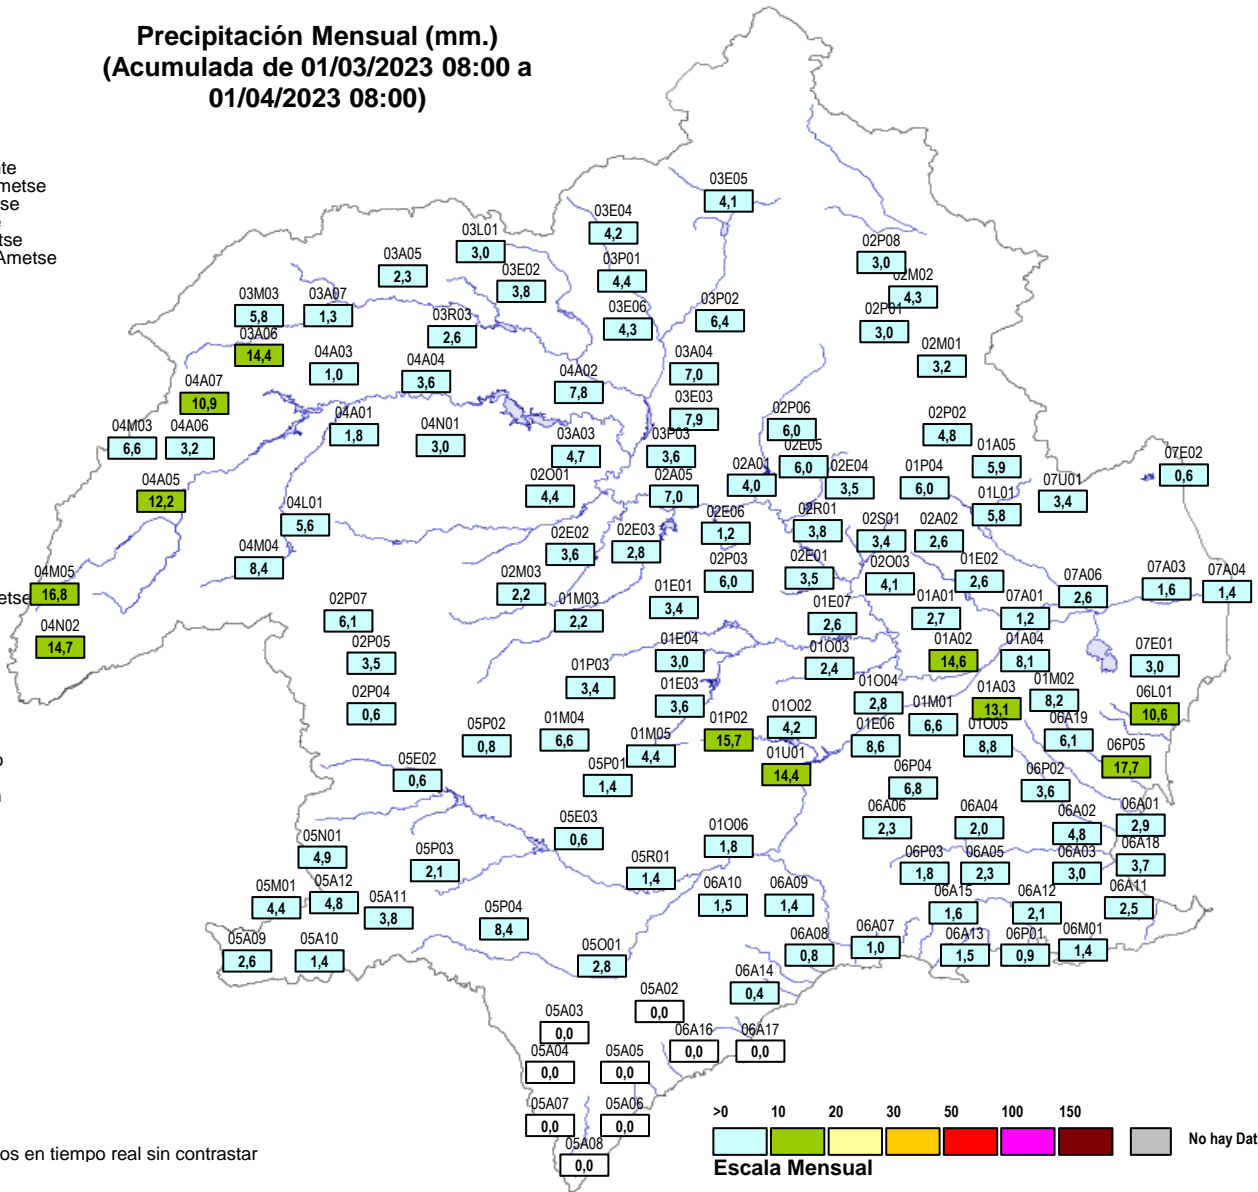 Precipitación Mensual (mm.)
(Acumulada de 01/03/2023 08:00 a
01/04/2023 08:00)
nte
metse
tse
e
tse
Ametse
03E05
4,1
03E04
4,2
03L01
3,0
03A05
2,3
03E02
3,8
03P01
4,4
02P08
3,0
02M02
4,3
03M03
5,8
03A07
1,3
03R03
2,6
03E06
4,3
03P02
6,4
02P01
3,0
03A06
14,4
04A03
1,0
04A04
3,6
04A02
7,8
03A04
7,0
02M01
3,2
04A07
10,9
03E03
7,9
04M03
6,6
04A06
3,2
04A01
1,8
04N01
3,0
02P06
6,0
02P02
4,8
03A03
4,7
03P03
3,6
02E05
6,0
01A05
5,9
07E02
0,6
04A05
12,2
02O01
4,4
02A05
7,0
02A01
4,0
02E04
3,5
01P04
6,0
07U01
3,4
04L01
5,6
01L01
5,8
02E02
3,6
02E03
2,8
02E06
1,2
02R01
3,8
02S01
3,4
02A02
2,6
04M04
8,4
04M05
16,8
etse
02M03
2,2
02P03
6,0
02E01
3,5
02O03
4,1
01E02
2,6
07A06
2,6
07A03
1,6
07A04
1,4
02P07
6,1
01M03
2,2
01E01
3,4
01E07
2,6
01A01
2,7
07A01
1,2
04N02
14,7
02P05
3,5
01E04
3,0
01O03
2,4
01A02
14,6
01A04
8,1
07E01
3,0
01P03
3,4
02P04
0,6
01E03
3,6
01O04
2,8
01A03
13,1
01M02
8,2
06L01
10,6
05P02
0,8
01M04
6,6
01M05
4,4
01P02
15,7
01O02
4,2
01E06
8,6
01M01
6,6
01O05
8,8
06A19
6,1
06P05
17,7
o
05E02
0,6
05P01
1,4
01U01
14,4
06P04
6,8
06P02
3,6
05E03
0,6
01O06
1,8
06A06
2,3
06A04
2,0
06A02
4,8
06A01
2,9
05N01
4,9
05P03
2,1
05R01
1,4
06P03
1,8
06A05
2,3
06A03
3,0
06A18
3,7
05M01
4,4
05A12
4,8
05A11
3,8
06A10
1,5
06A09
1,4
06A15
1,6
06A12
2,1
06A11
2,5
05P04
8,4
05A09
2,6
05A10
1,4
05O01
2,8
06A08
0,8
06A07
1,0
06A13
1,5
06P01
0,9
06M01
1,4
06A14
0,4
05A02
0,0
05A03
0,0
06A16
0,0
06A17
0,0
05A04
0,0
05A05
0,0
05A07
0,0
05A06
0,0
05A08
0,0
>0 10 20 30 50 100 150
No hay Dat
Escala Mensual
os en tiempo real sin contrastar